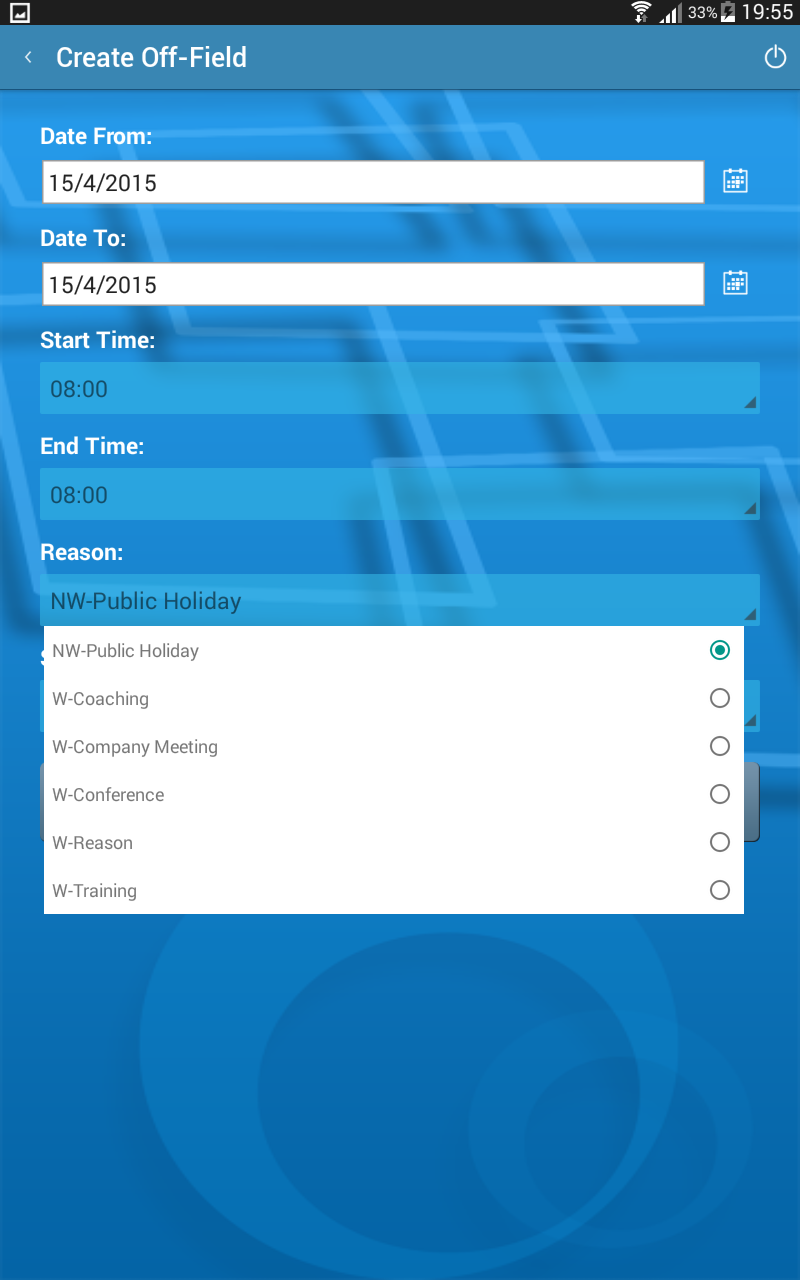 33% 19:55
Create Off-Field
Date From:
15/4/2015
Date To:
15/4/2015
Start Time:
08:00
End Time:
08:00
Reason:
NW-Public Holiday
NW-Public Holiday
W-Coaching
W-Company Meeting
W-Conference
W-Reason
W-Training